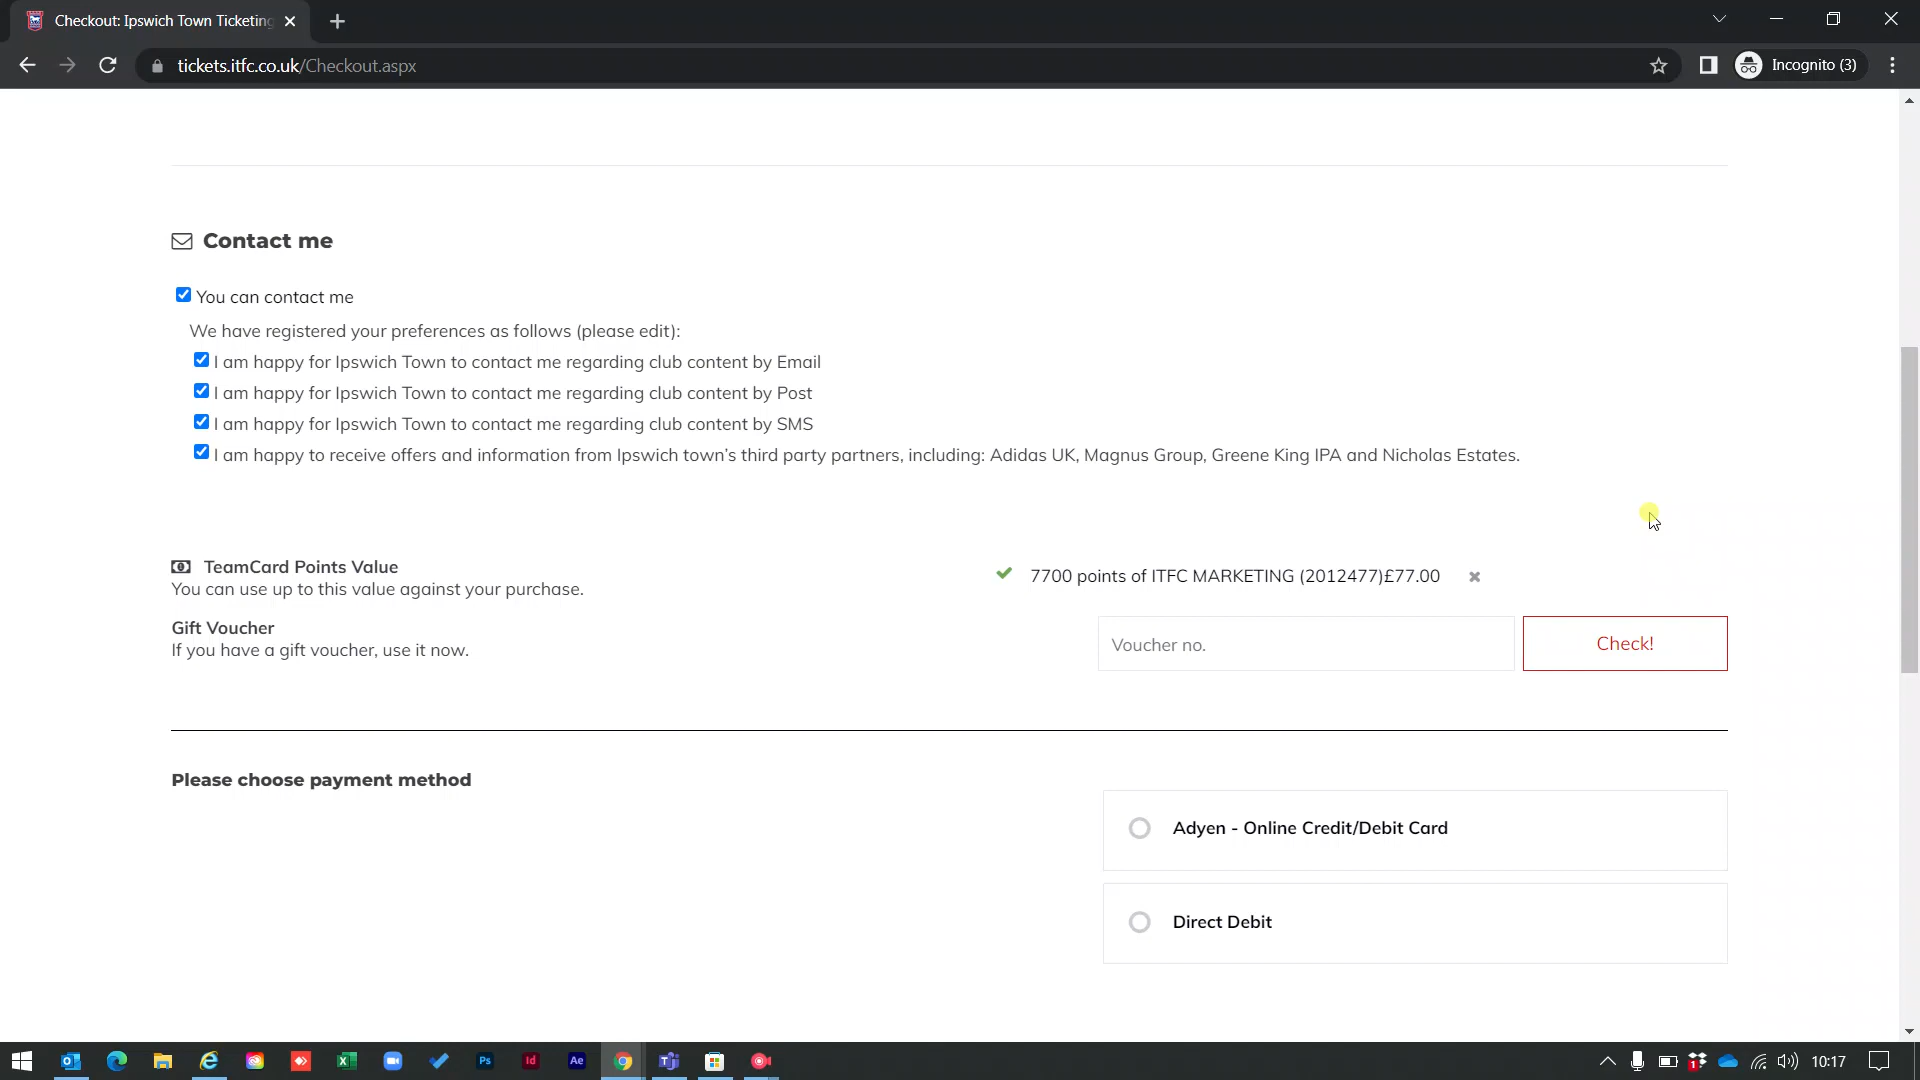 Checkout: Ipswich Town Ticketing
tickets.itfc.co.uk/Checkout.aspx
Incognito (3)
Contact me
You can contact me
We have registered your preferences as follows (please edit):
I am happy for Ipswich Town to contact me regarding club content by Email
I am happy for Ipswich Town to contact me regarding club content by Post
I am happy for Ipswich Town to contact me regarding club content by SMS
I am happy to receive offers and information from Ipswich town's third party partners, including: Adidas UK, Magnus Group, Greene King IPA and Nicholas Estates.
TeamCard Points Value
You can use up to this value against your purchase.
7700 points of ITFC MARKETING (2012477)£77.00
Gift Voucher
If you have a gift voucher, use it now.
Voucher no.
Check!
Please choose payment method
Adyen - Online Credit/Debit Card
Direct Debit
Ps
Id
Ae
1
10:17